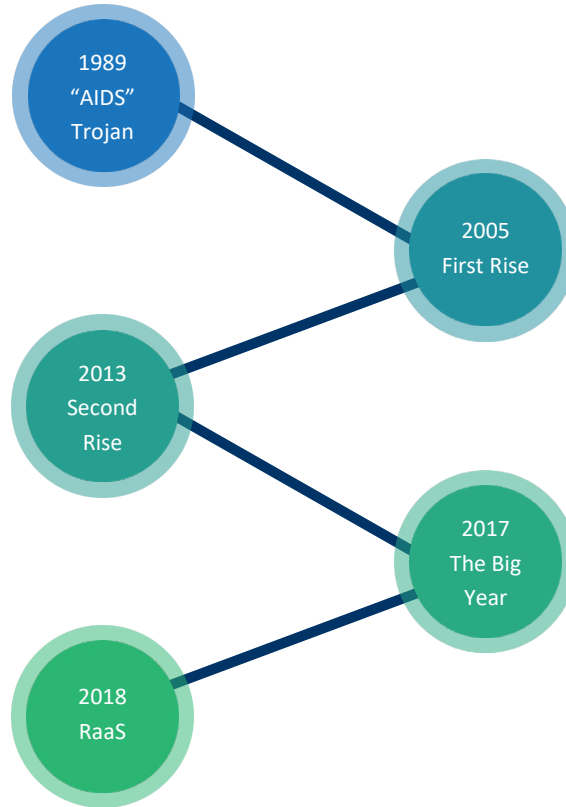 1989
“AIDS”
Trojan
2005
First Rise
2013
Second
Rise
2017
The Big
Year
2018
RaaS